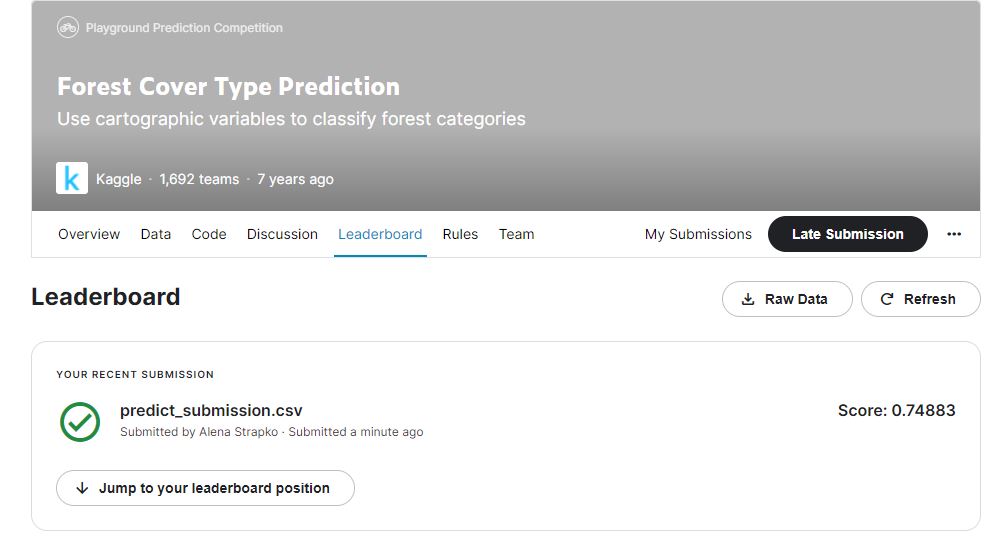 Playground Prediction Competition
Forest Cover Type Prediction
Use cartographic variables to classify forest categories
k Kaggle · 1,692 teams · 7 years ago
Overview Data Code Discussion Leaderboard Rules Team My Submissions Late Submission ...
Leaderboard Raw Data Refresh
YOUR RECENT SUBMISSION
predict_submission.csv Score: 0.74883
Submitted by Alena Strapko · Submitted a minute ago
Jump to your leaderboard position